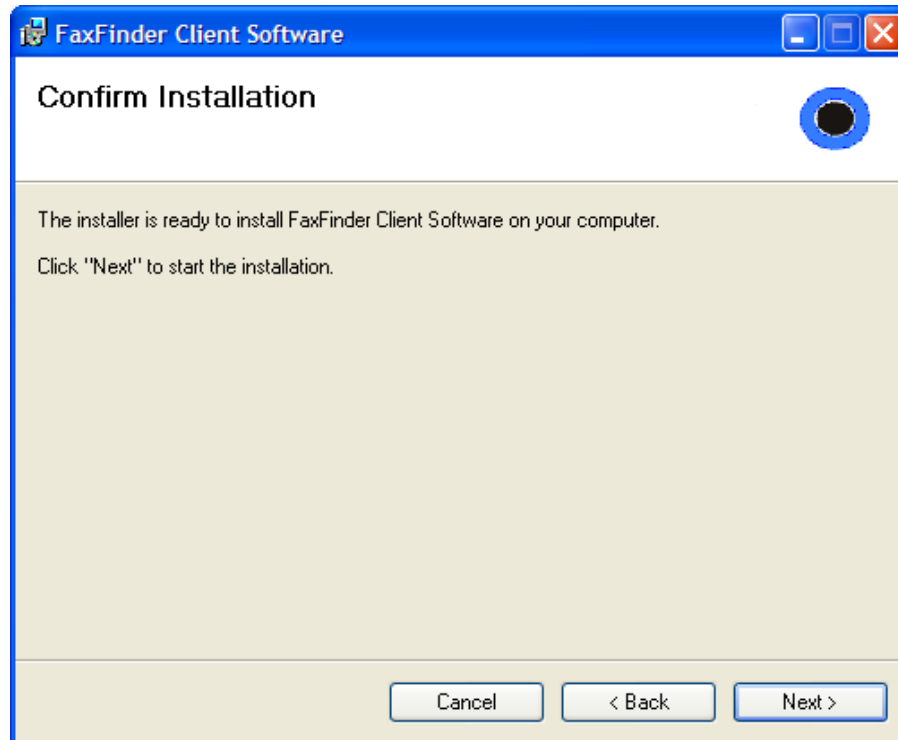 FaxFinder Client Software
Confirm Installation
The installer is ready to install FaxFinder Client Software on your computer.
Click "Next" to start the installation.
Cancel
< Back
Next >